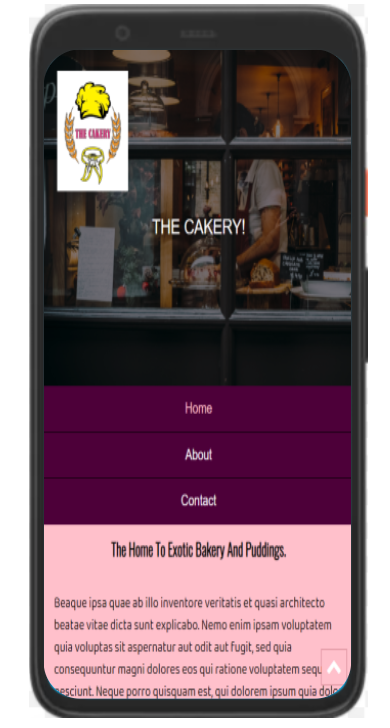 THE CAKERY
THE CAKERY!
Home
About
Contact
The Home To Exotic Bakery And Puddings.
Beaque ipsa quae ab illo inventore veritatis et quasi architecto
beatae vitae dicta sunt explicabo. Nemo enim ipsam voluptatem
quia voluptas sit aspernatur aut odit aut fugit, sed quia
consequuntur magni dolores eos qui ratione voluptatem sequ
nesciunt. Neque porro quisquam est, qui dolorem ipsum quia dolo